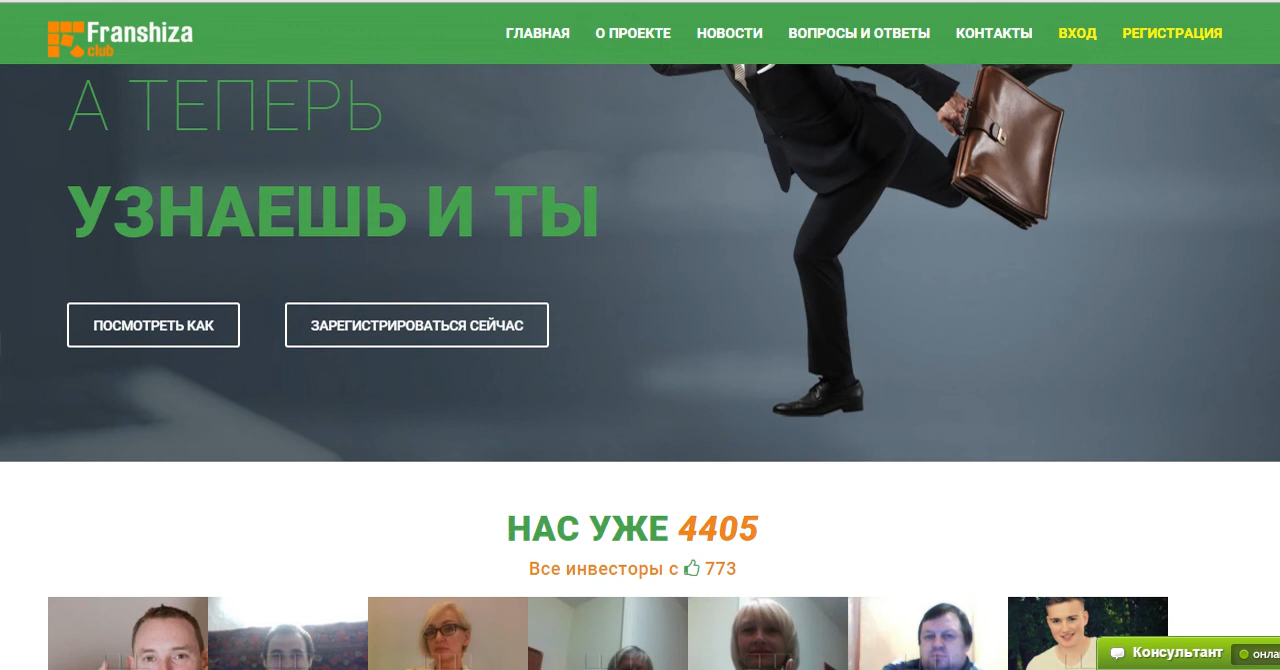 Franshiza
club
ГЛАВНАЯ О ПРОЕКТЕ НОВОСТИ ВОПРОСЫ И ОТВЕТЫ КОНТАКТЫ ВХОД РЕГИСТРАЦИЯ
А ТЕПЕРЬ
УЗНАЕШЬ И ТЫ
ПОСМОТРЕТЬ КАК ЗАРЕГИСТРИРОВАТЬСЯ СЕЙЧАС
НАС УЖЕ 4405
Все инвесторы с 773
Консультант онла